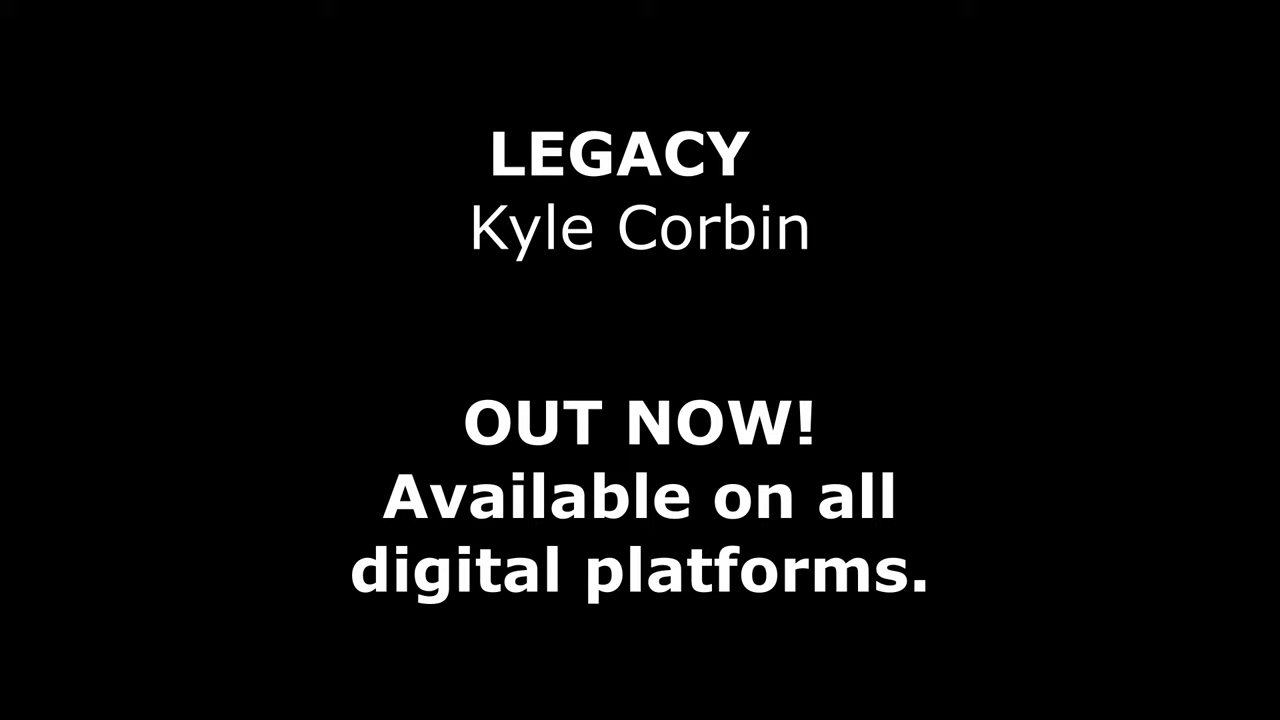 LEGACY
Kyle Corbin
OUT NOW!
Available on all
digital platforms.